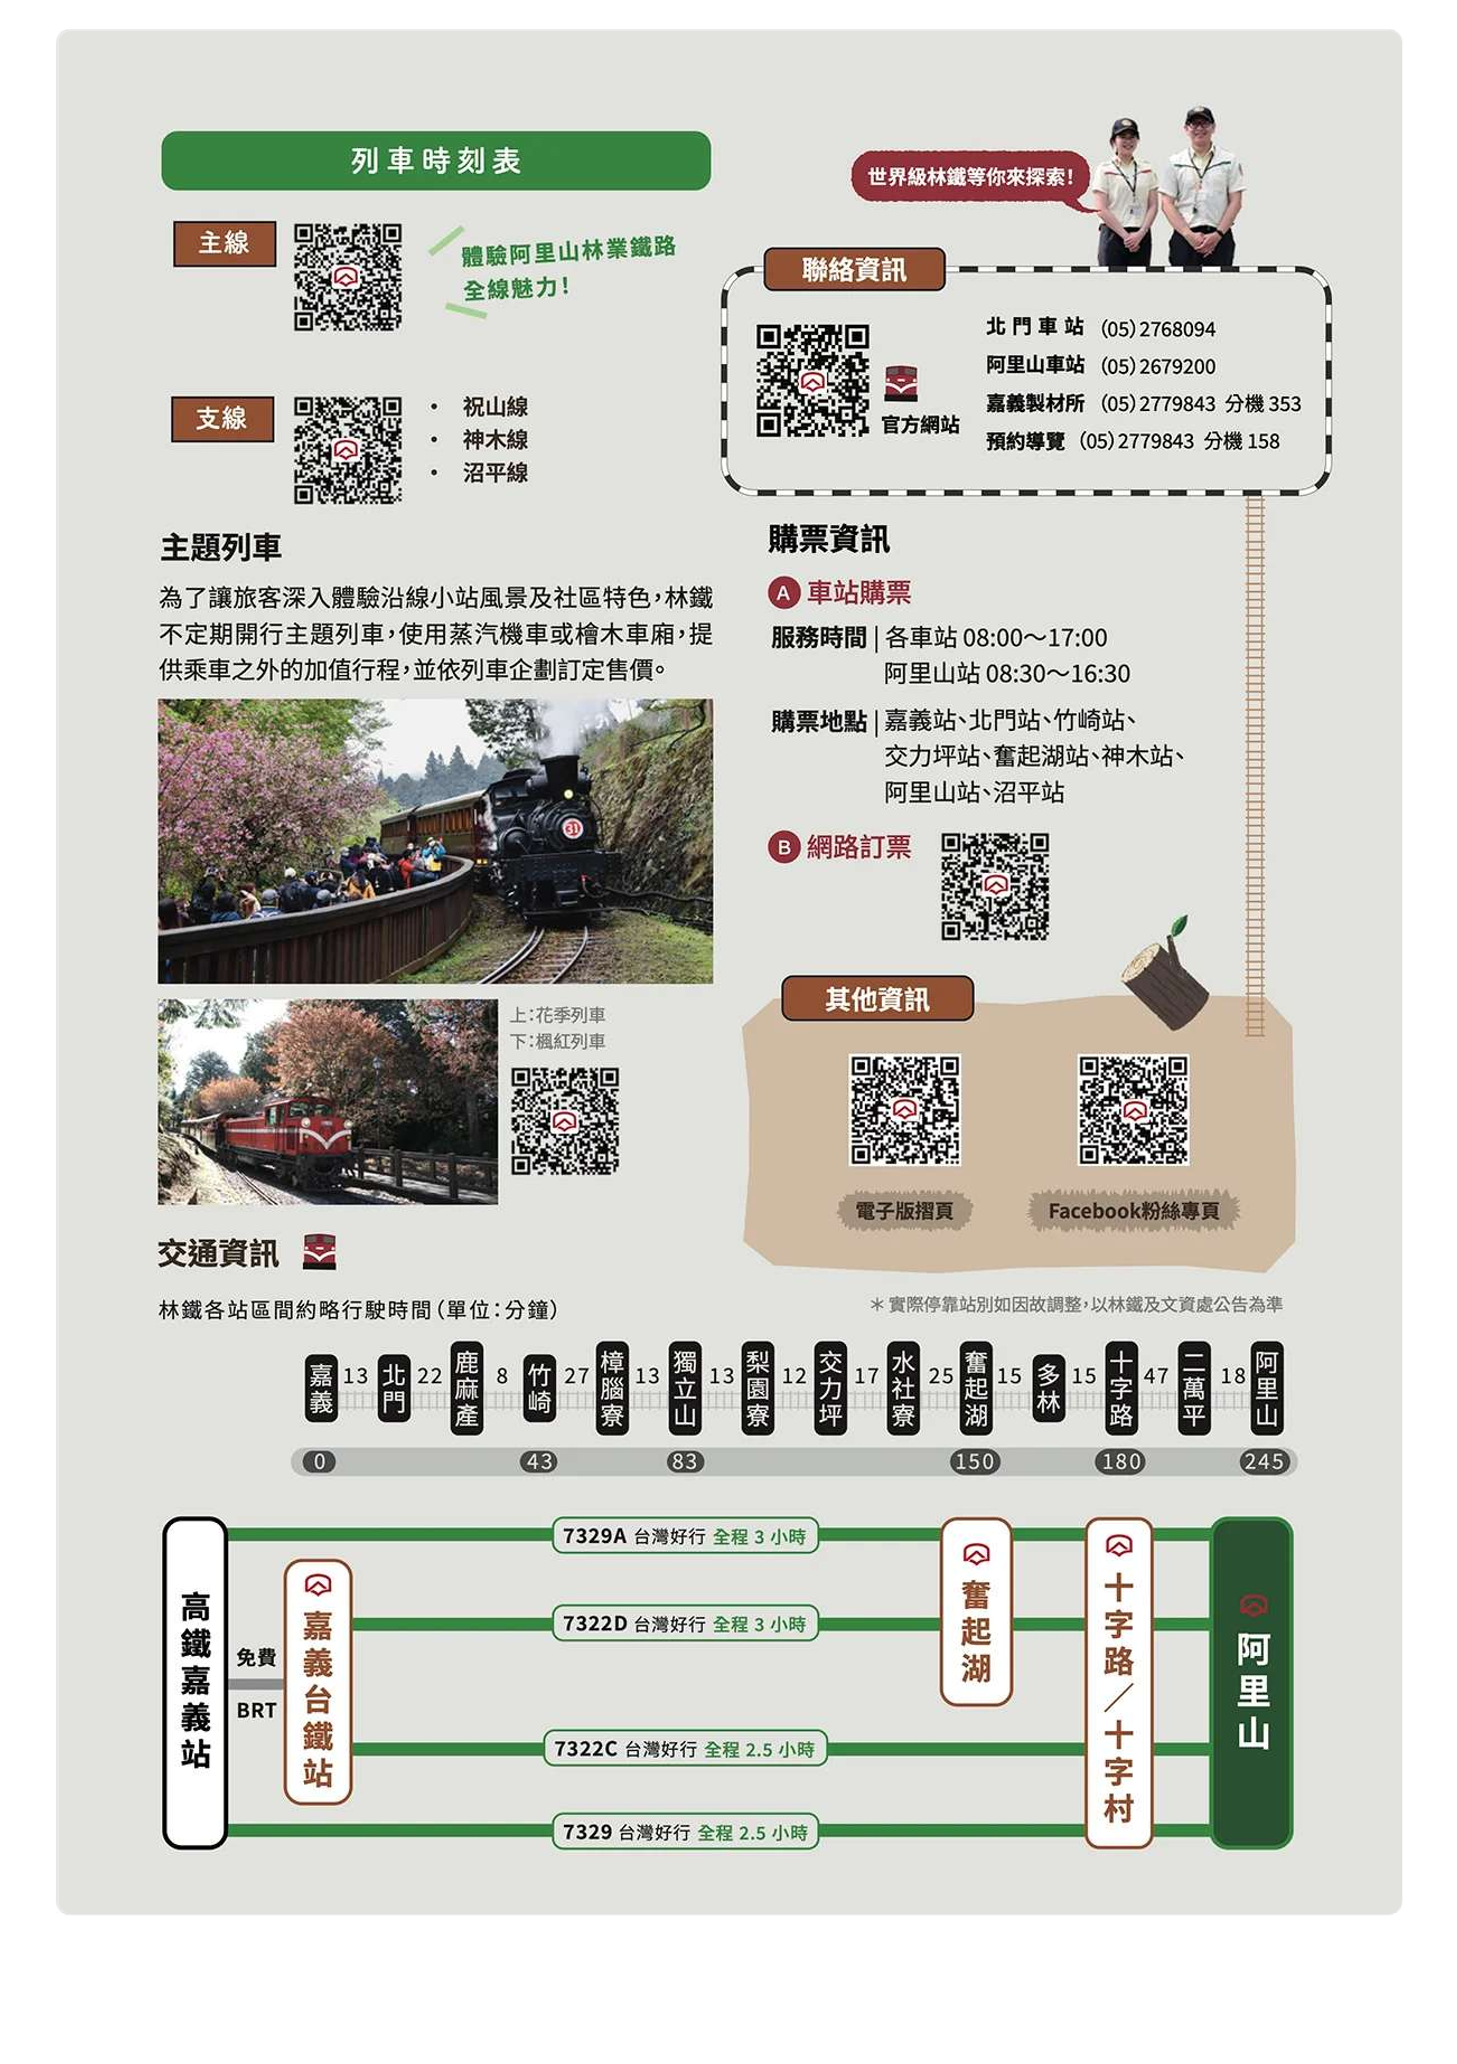 列車時刻表
主線
體驗阿里山林業鐵路
全線魅力！
支線
• 祝山線
• 神木線
• 沼平線
主題列車
為了讓旅客深入體驗沿線小站風景及社區特色，林鐵
不定期開行主題列車，使用蒸汽機車或檜木車廂，提
供乘車之外的加值行程，並依列車企劃訂定售價。
31
上：花季列車
下：楓紅列車
世界級林鐵等你來探索！
聯絡資訊
官方網站
北門車站 (05)2768094
阿里山車站 (05)2679200
嘉義製材所 (05)2779843 分機 353
預約導覽 (05)2779843 分機 158
購票資訊
A 車站購票
服務時間 | 各車站 08:00～17:00
阿里山站 08:30～16:30
購票地點 | 嘉義站、北門站、竹崎站、
交力坪站、奮起湖站、神木站、
阿里山站、沼平站
B 網路訂票
其他資訊
電子版摺頁
Facebook粉絲專頁
交通資訊
林鐵各站區間約略行駛時間（單位：分鐘）
＊實際停靠站別如因故調整，以林鐵及文資處公告為準
嘉義 13 北門 22 鹿麻產 8 竹崎 27 樟腦寮 13 獨立山 13 梨園寮 12 交力坪 17 水社寮 25 奮起湖 15 多林 15 十字路 47 二萬平 18 阿里山
0 43 83 150 180 245
高鐵嘉義站
免費
BRT
嘉義台鐵站
7329A 台灣好行 全程 3 小時
7322D 台灣好行 全程 3 小時
7322C 台灣好行 全程 2.5 小時
7329 台灣好行 全程 2.5 小時
奮起湖
十字路／十字村
阿里山